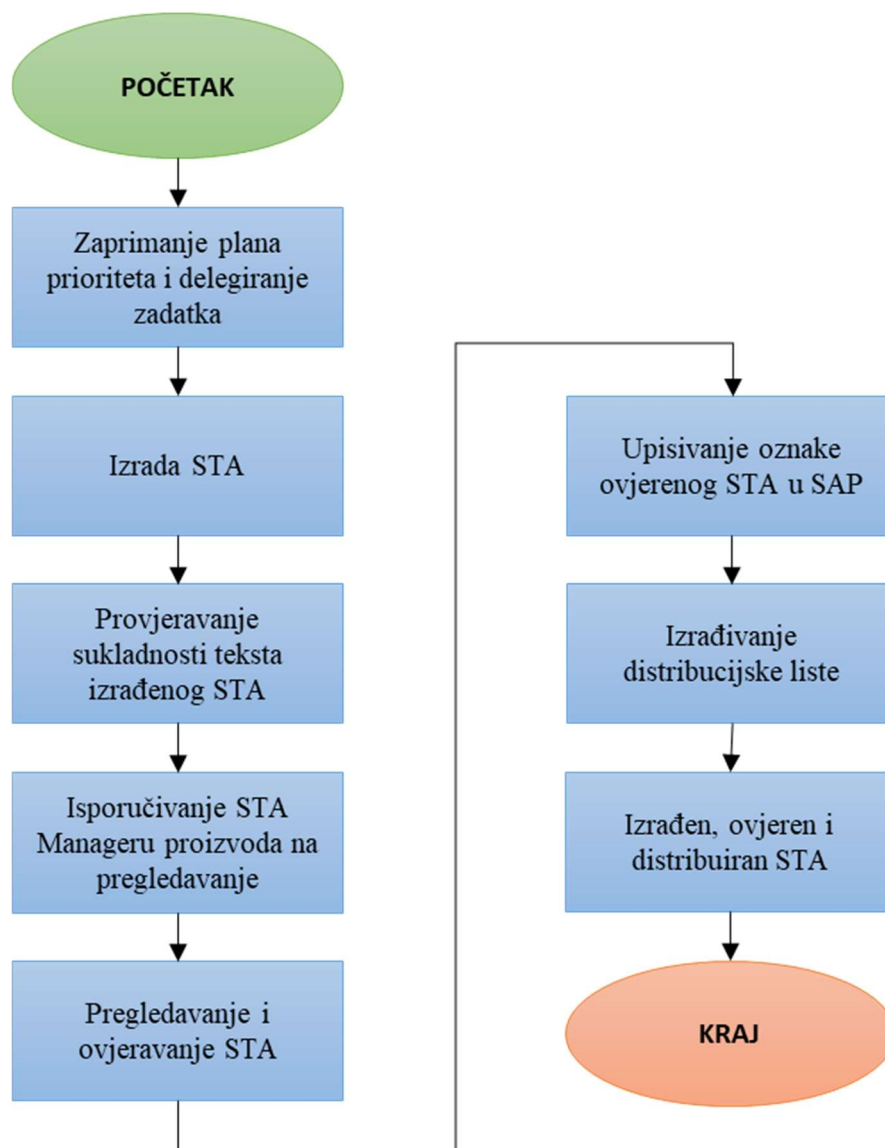 POČETAK
Zaprimanje plana
prioriteta i delegiranje
zadatka
Izrada STA
Provjeravanje
sukladnosti teksta
izrađenog STA
Isporučivanje STA
Manageru proizvoda na
pregledavanje
Pregledavanje i
ovjeravanje STA
Upisivanje oznake
ovjerenog STA u SAP
Izrađivanje
distribucijske liste
Izrađen, ovjeren i
distribuiran STA
KRAJ